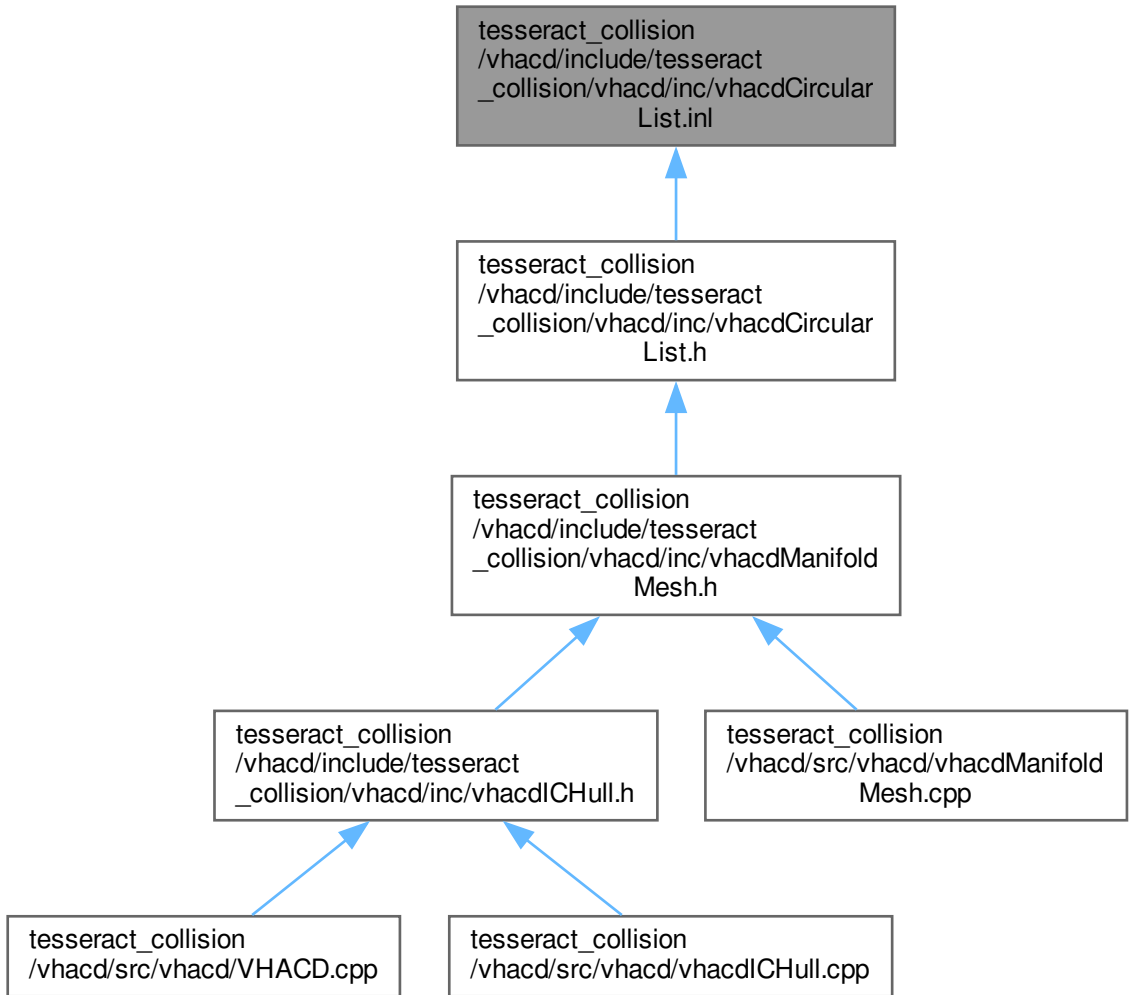 tesseract_collision
/vhacd/include/tesseract
_collision/vhacd/inc/vhacdCircular
List.inl
tesseract_collision
/vhacd/include/tesseract
_collision/vhacd/inc/vhacdCircular
List.h
tesseract_collision
/vhacd/include/tesseract
_collision/vhacd/inc/vhacdManifold
Mesh.h
tesseract_collision
/vhacd/include/tesseract
_collision/vhacd/inc/vhacdICHull.h
tesseract_collision
/vhacd/src/vhacd/vhacdManifold
Mesh.cpp
tesseract_collision
/vhacd/src/vhacd/VHACD.cpp
tesseract_collision
/vhacd/src/vhacd/vhacdICHull.cpp